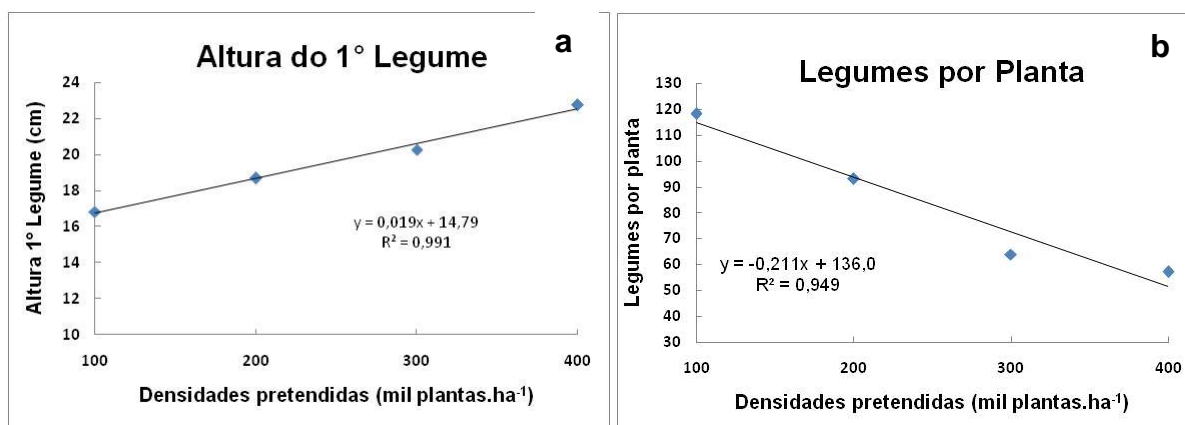 a
Altura do 1° Legume
Altura 1° Legume (cm)
24
22
20
18
16
14
12
10
y = 0,019x + 14,79
R² = 0,991
100 200 300 400
Densidades pretendidas (mil plantas.ha⁻¹)
b
Legumes por Planta
Legumes por planta
130
120
110
100
90
80
70
60
50
40
30
y = -0,211x + 136,0
R² = 0,949
100 200 300 400
Densidades pretendidas (mil plantas.ha⁻¹)